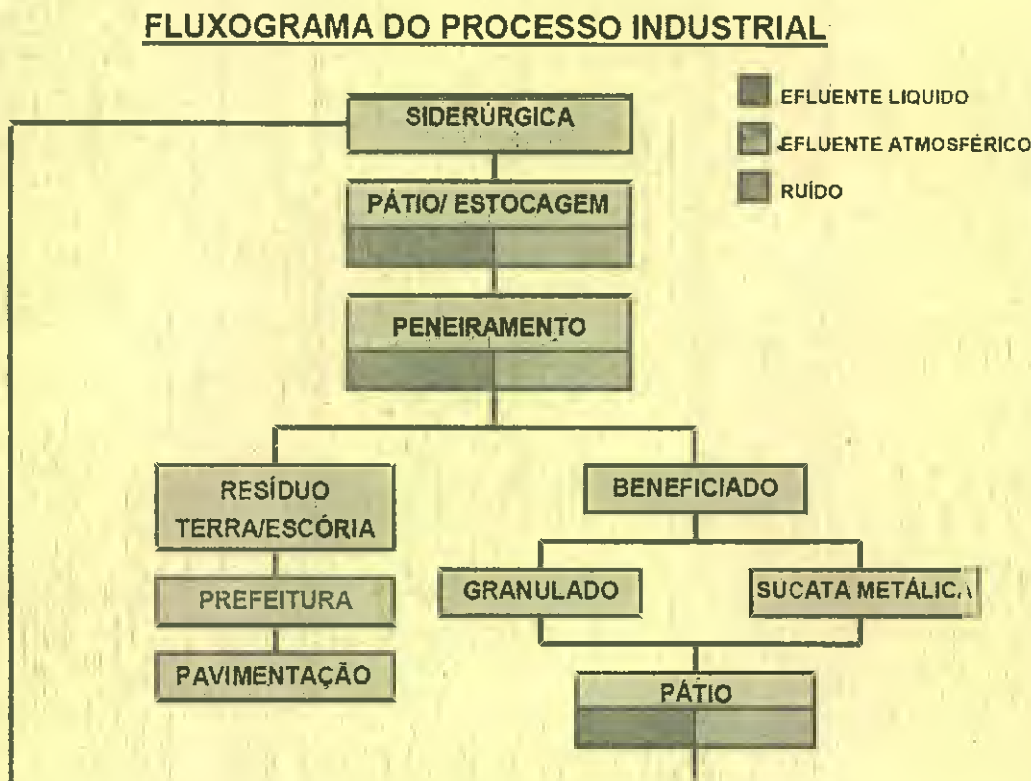 FLUXOGRAMA DO PROCESSO INDUSTRIAL
EFLUENTE LIQUIDO
EFLUENTE ATMOSFÉRICO
RUÍDO
SIDERÚRGICA
PÁTIO/ ESTOCAGEM
PENEIRAMENTO
RESÍDUO
TERRA/ESCÓRIA
BENEFICIADO
PREFEITURA
GRANULADO
SUCATA METÁLICA
PAVIMENTAÇÃO
PÁTIO